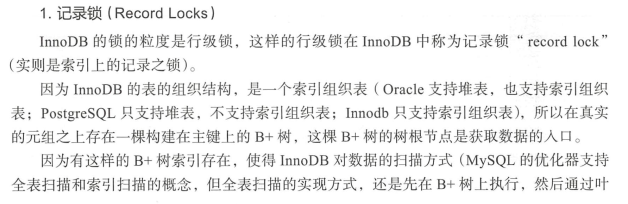 1. 记录锁（Record Locks）
InnoDB 的锁的粒度是行级锁，这样的行级锁在 InnoDB 中称为记录锁“record lock”
（实则是索引上的记录之锁）。
因为 InnoDB 的表的组织结构，是一个索引组织表（Oracle 支持堆表，也支持索引组织
表；PostgreSQL 只支持堆表，不支持索引组织表；Innodb 只支持索引组织表），所以在真实
的元组之上存在一棵构建在主键上的 B+ 树，这棵 B+ 树的树根节点是获取数据的入口。
因为有这样的 B+ 树索引存在，使得 InnoDB 对数据的扫描方式（MySQL 的优化器支持
全表扫描和索引扫描的概念，但全表扫描的实现方式，还是先在 B+ 树上执行，然后通过叶